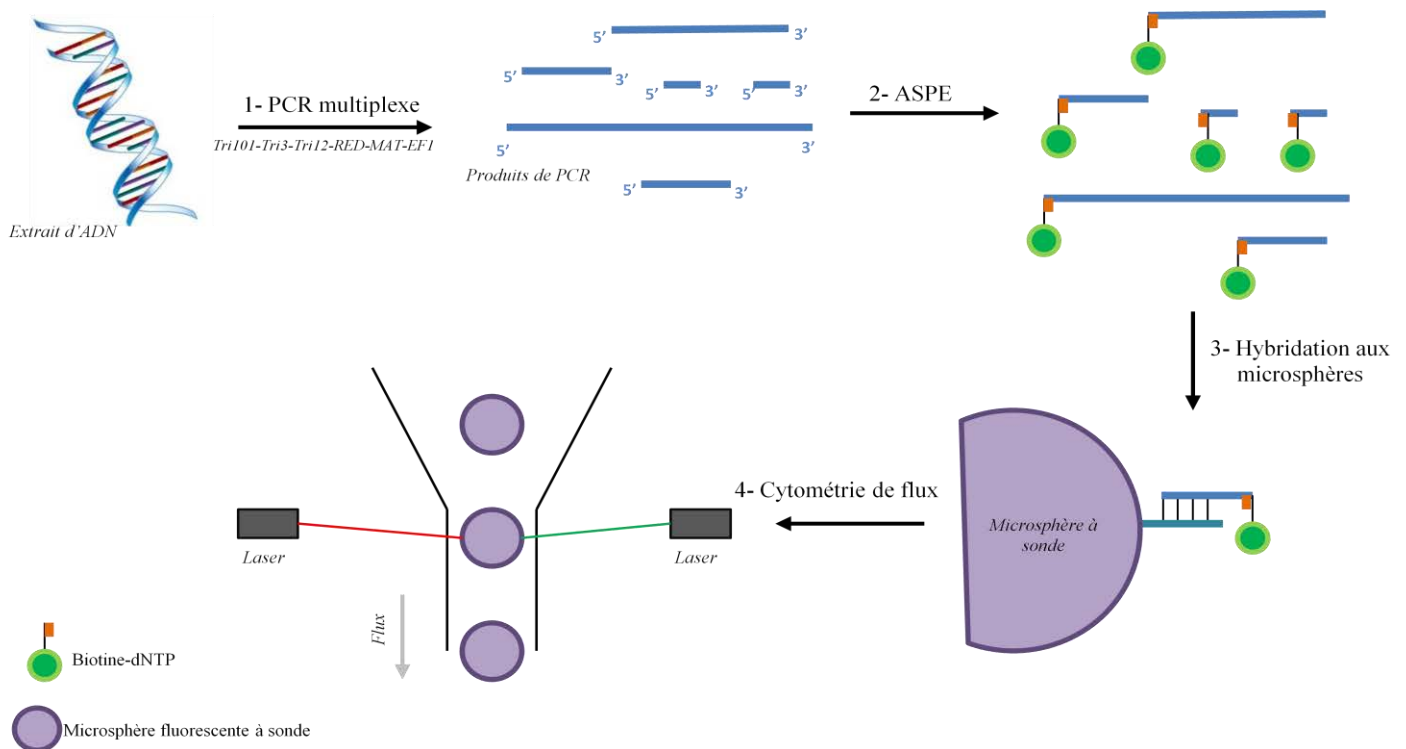 1- PCR multiplexe
Tri101-Tri3-Tri12-RED-MAT-EF1
Extrait d'ADN
5'
3'
5'
3'
5'
3'
5'
3'
5'
3'
Produits de PCR
5'
3'
2- ASPE
3- Hybridation aux
microsphères
Microsphère à
sonde
4- Cytométrie de flux
Laser
Laser
Flux
Biotine-dNTP
Microsphère fluorescente à sonde